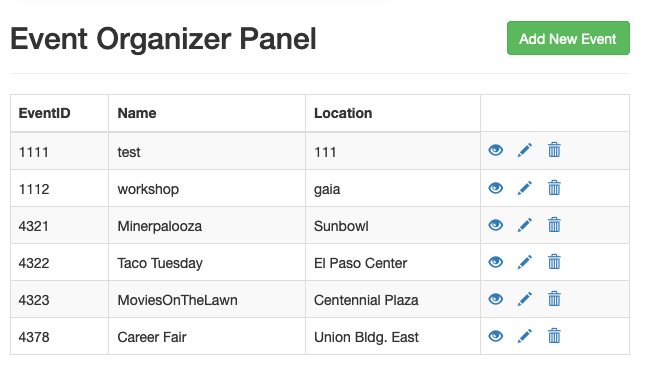 Event Organizer Panel Add New Event
EventID Name Location
1111 test 111
1112 workshop gaia
4321 Minerpalooza Sunbowl
4322 Taco Tuesday El Paso Center
4323 MoviesOnTheLawn Centennial Plaza
4378 Career Fair Union Bldg. East